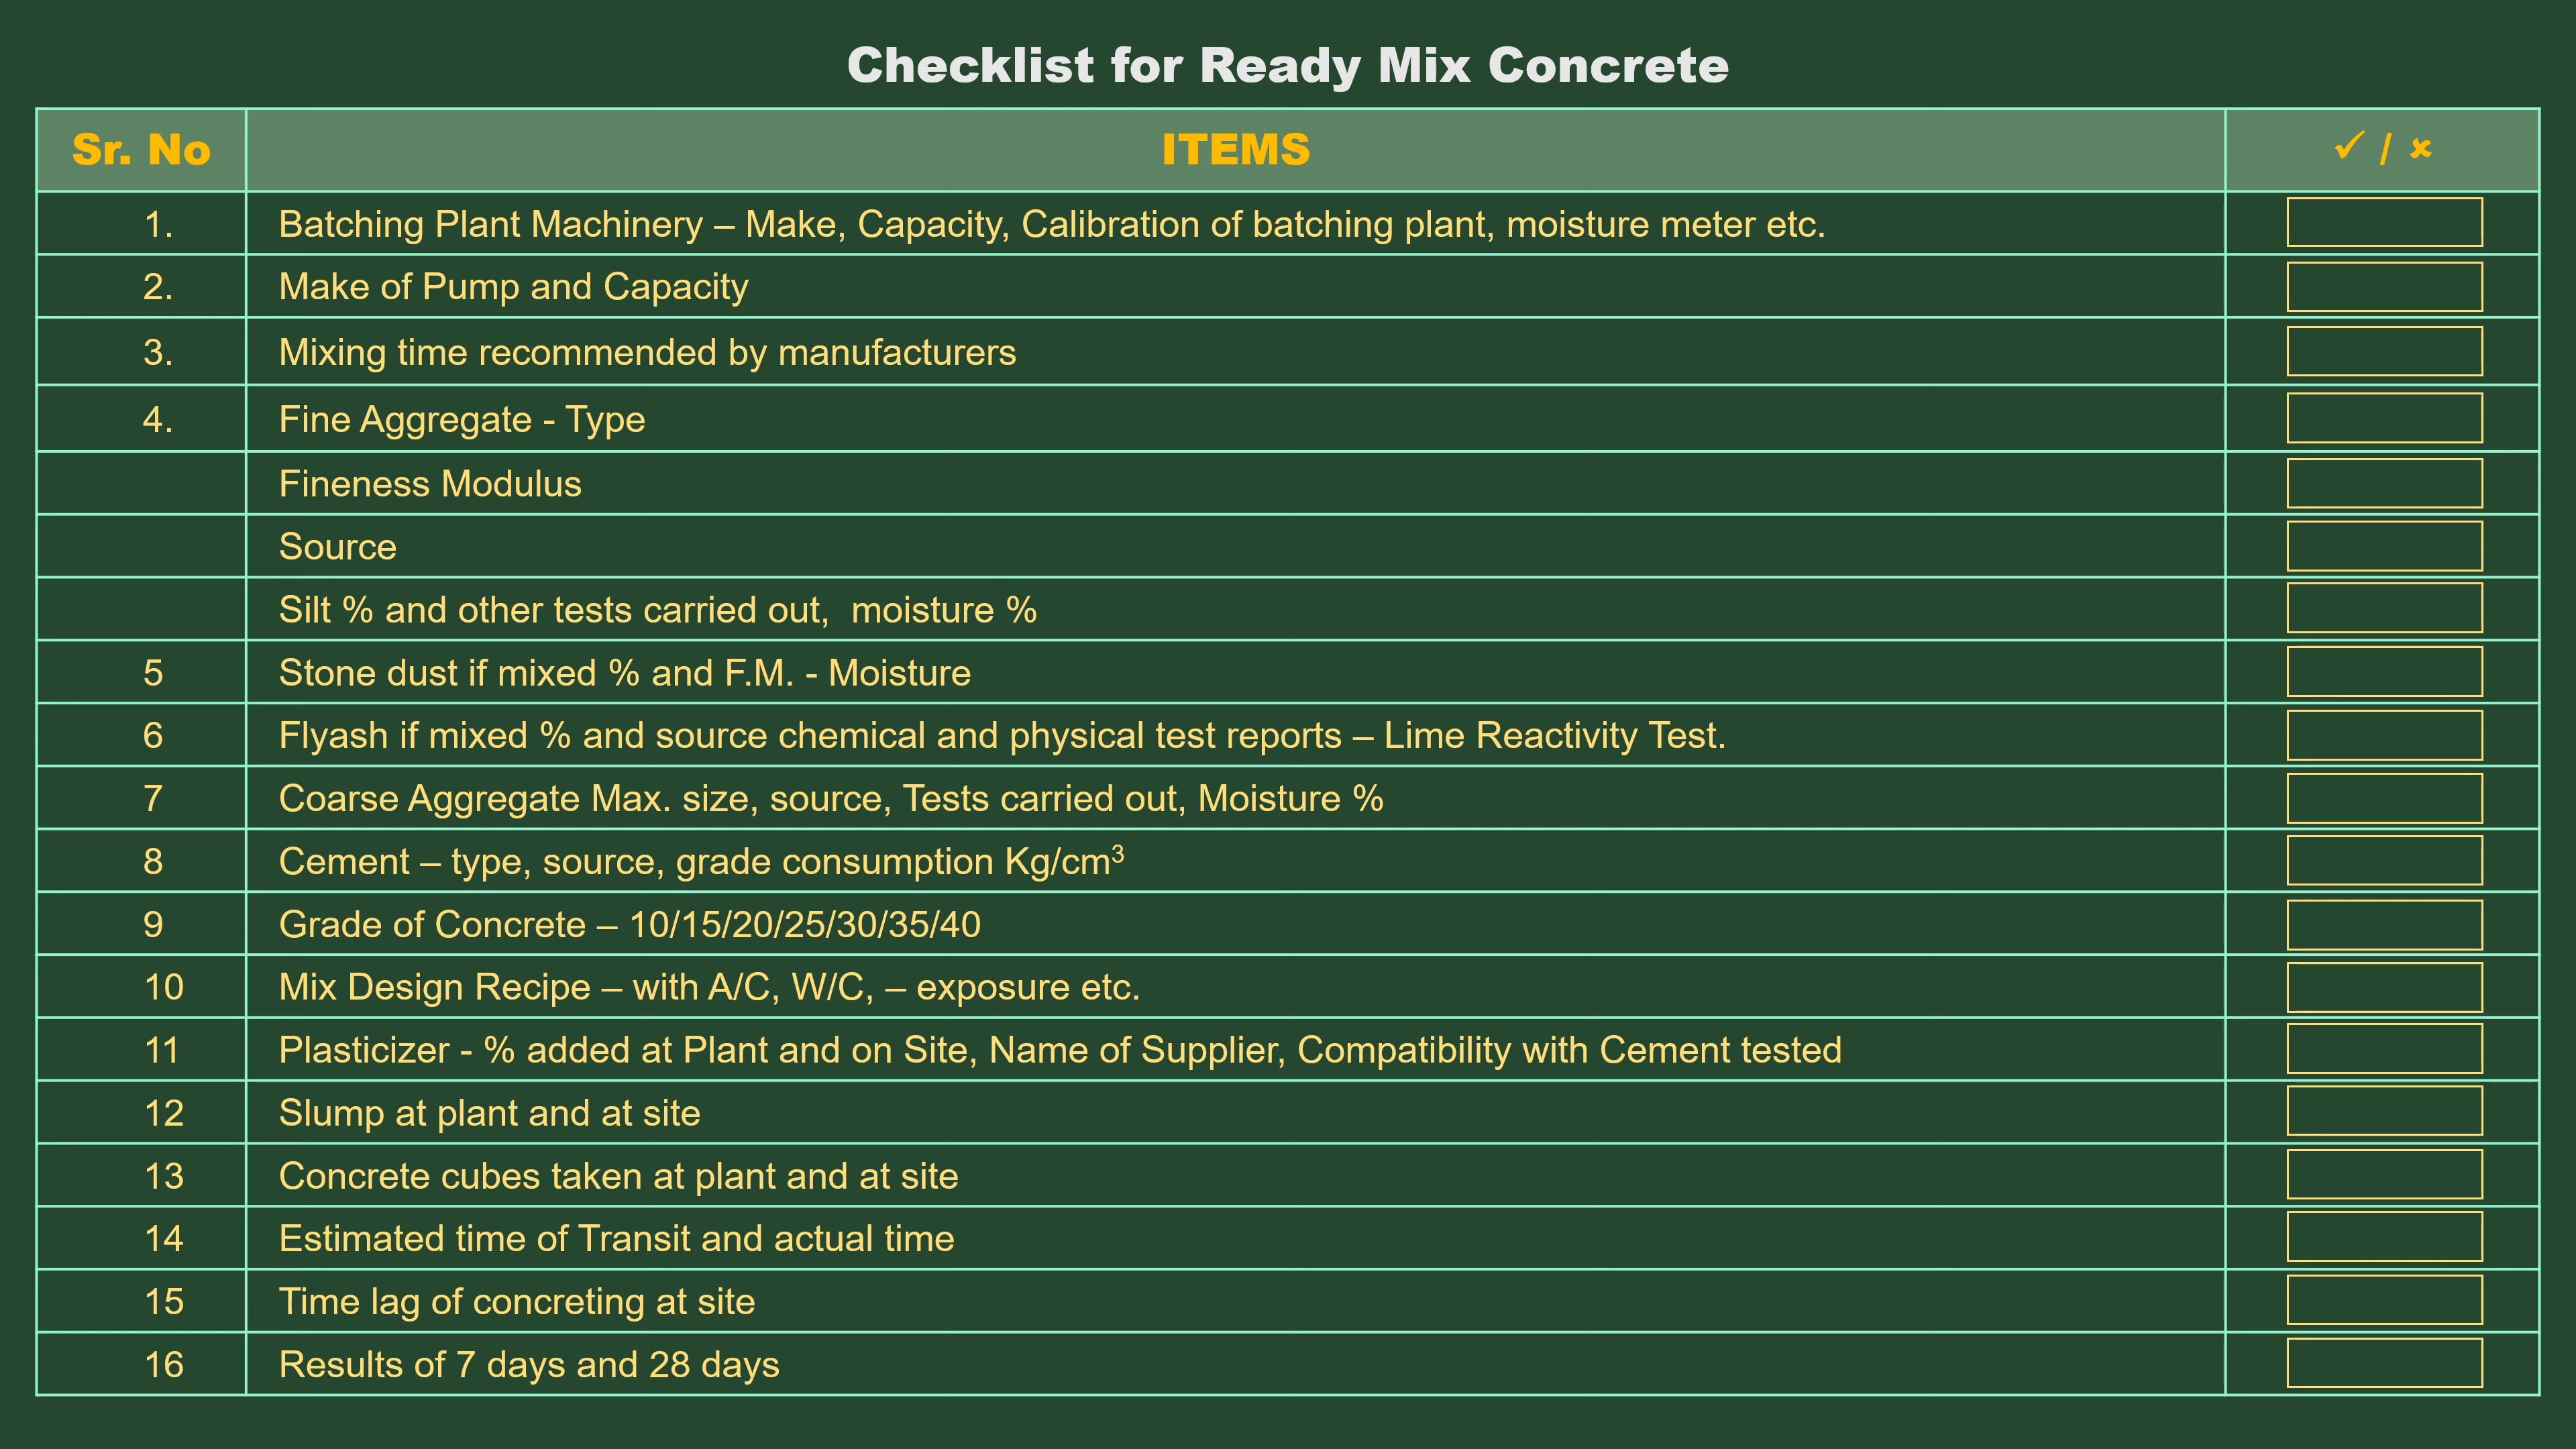 Checklist for Ready Mix Concrete
Sr. No ITEMS ✓ / ✘
1. Batching Plant Machinery – Make, Capacity, Calibration of batching plant, moisture meter etc.
2. Make of Pump and Capacity
3. Mixing time recommended by manufacturers
4. Fine Aggregate - Type
Fineness Modulus
Source
Silt % and other tests carried out,  moisture %
5 Stone dust if mixed % and F.M. - Moisture
6 Flyash if mixed % and source chemical and physical test reports – Lime Reactivity Test.
7 Coarse Aggregate Max. size, source, Tests carried out, Moisture %
8 Cement – type, source, grade consumption Kg/cm³
9 Grade of Concrete – 10/15/20/25/30/35/40
10 Mix Design Recipe – with A/C, W/C, – exposure etc.
11 Plasticizer - % added at Plant and on Site, Name of Supplier, Compatibility with Cement tested
12 Slump at plant and at site
13 Concrete cubes taken at plant and at site
14 Estimated time of Transit and actual time
15 Time lag of concreting at site
16 Results of 7 days and 28 days